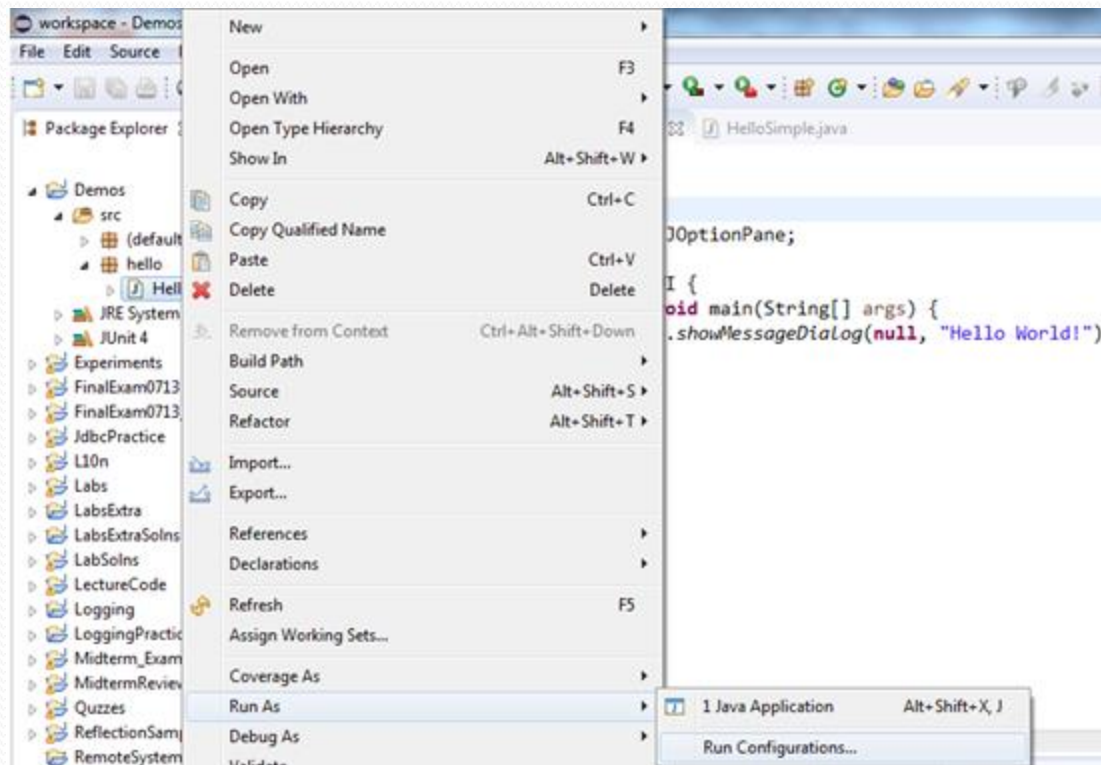 workspace - Demos
File Edit Source
Package Explorer
HelloSimple.java
Demos
src
(default
hello
Hell
JRE System
JUnit 4
Experiments
FinalExam0713
FinalExam0713
JdbcPractice
L10n
Labs
LabsExtra
LabsExtraSolns
LabSolns
LectureCode
Logging
LoggingPractic
Midterm_Exam
MidtermReview
Quzzes
ReflectionSam
RemoteSystem
New
Open F3
Open With
Open Type Hierarchy F4
Show In Alt+Shift+W
Copy Ctrl+C
Copy Qualified Name
Paste Ctrl+V
Delete Delete
Remove from Context Ctrl+Alt+Shift+Down
Build Path
Source Alt+Shift+S
Refactor Alt+Shift+T
Import...
Export...
References
Declarations
Refresh F5
Assign Working Sets...
Coverage As
Run As
Debug As
Validate
1 Java Application Alt+Shift+X, J
Run Configurations...
JOptionPane;
I {
oid main(String[] args) {
.showMessageDialog(null, "Hello World!")